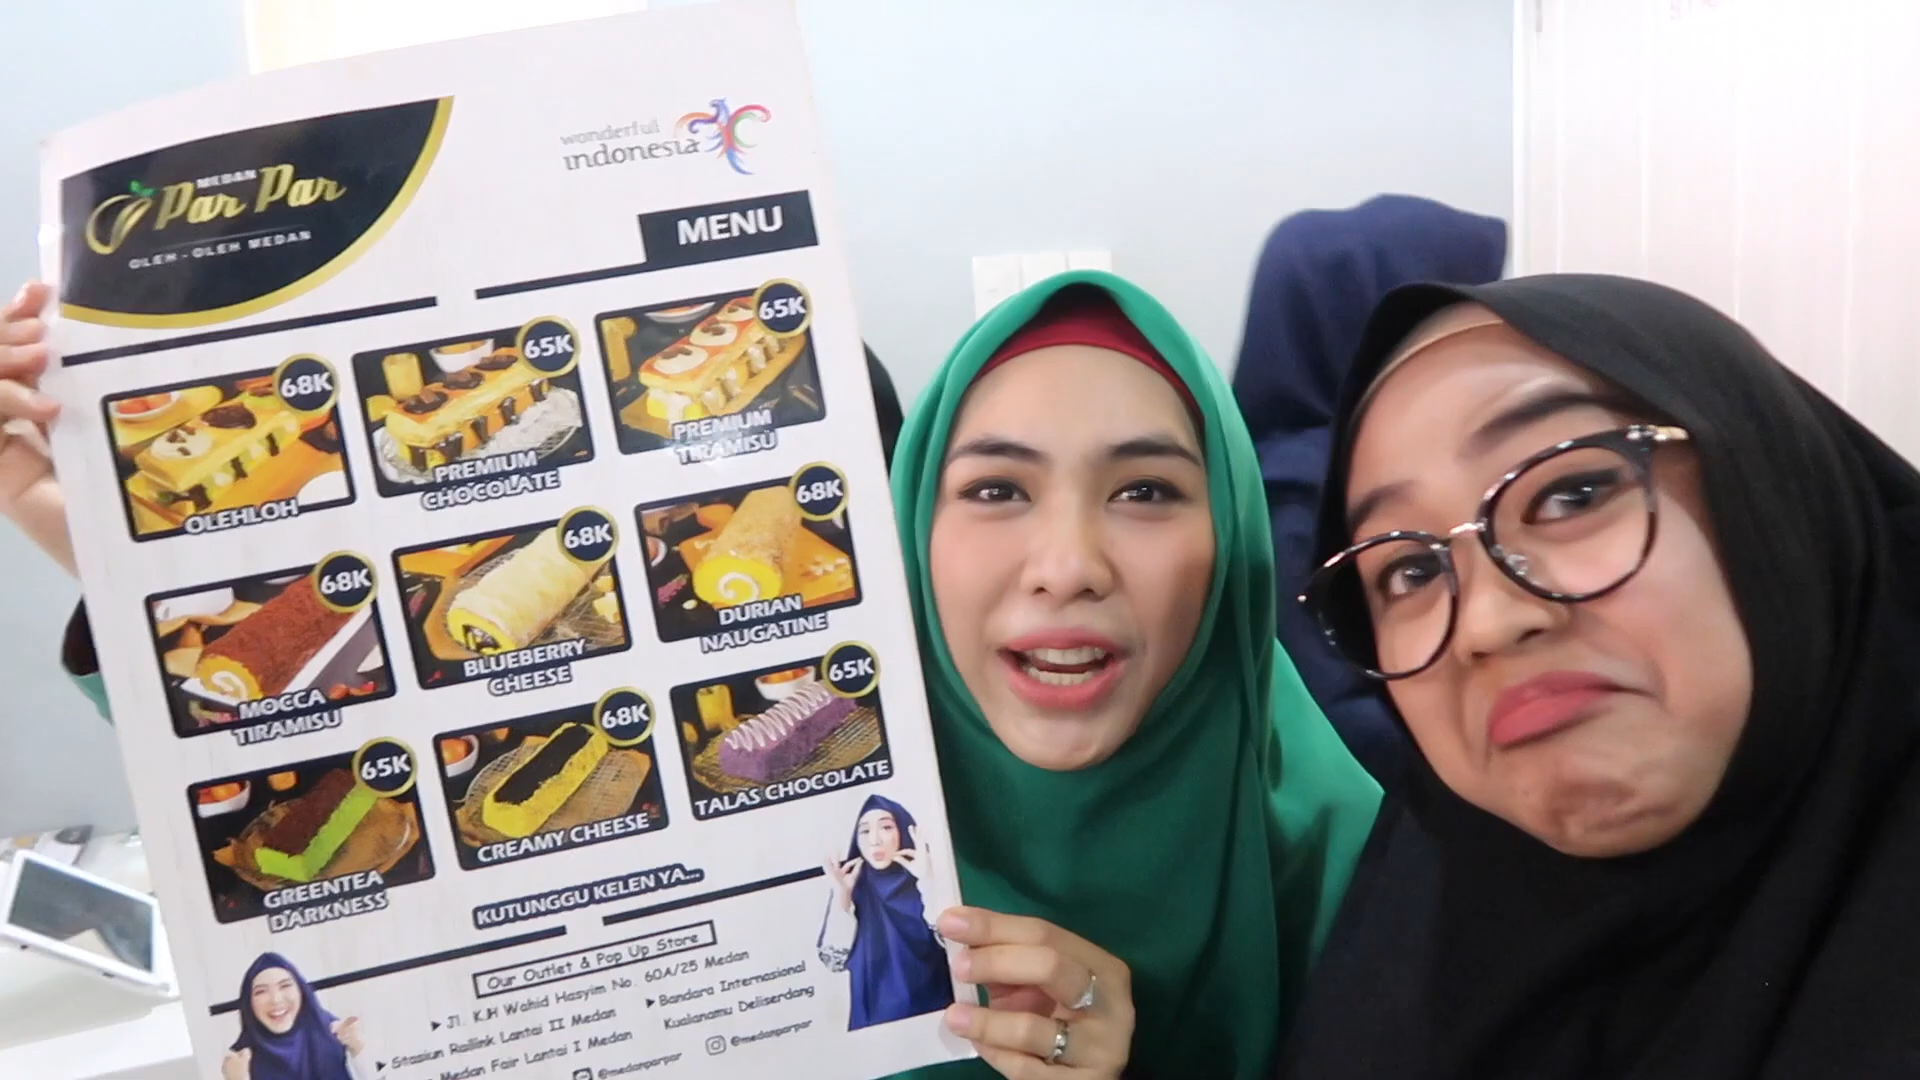 MEDAN
Par Par
OLEH - OLEH MEDAN
wonderful
indonesia
MENU
68K
OLEHLOH
65K
PREMIUM
CHOCOLATE
65K
PREMIUM
TIRAMISU
68K
MOCCA
TIRAMISU
68K
BLUEBERRY
CHEESE
68K
DURIAN
NAUGATINE
65K
GREENTEA
DARKNESS
68K
CREAMY CHEESE
65K
TALAS CHOCOLATE
KUTUNGGU KELEN YA...
Our Outlet & Pop Up Store
Jl. K.H Wahid Hasyim No. 60A/25 Medan
Stasiun Railink Lantai II Medan
Medan Fair Lantai I Medan
Bandara Internasional
Kualanamu Deliserdang
@medanparpar
@medanparpar